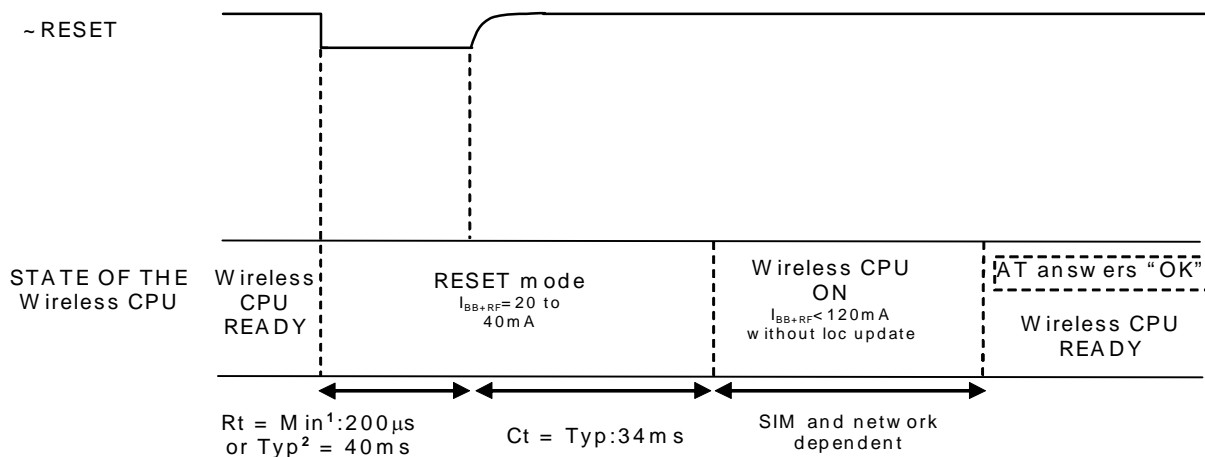 ~RESET
STATE OF THE
Wireless CPU
Wireless
CPU
READY
RESET mode
I_BB+RF=20 to
40mA
Wireless CPU
ON
I_BB+RF<120mA
without loc update
AT answers “OK”
Wireless CPU
READY
Rt = Min¹:200µs
or Typ² = 40ms
Ct = Typ:34ms
SIM and network
dependent